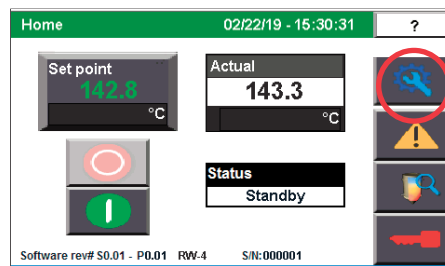 Home 02/22/19 - 15:30:31 ?
Set point
142.8
°C
Actual
143.3
°C
Status
Standby
Software rev# S0.01 - P0.01 RW-4 S/N:000001